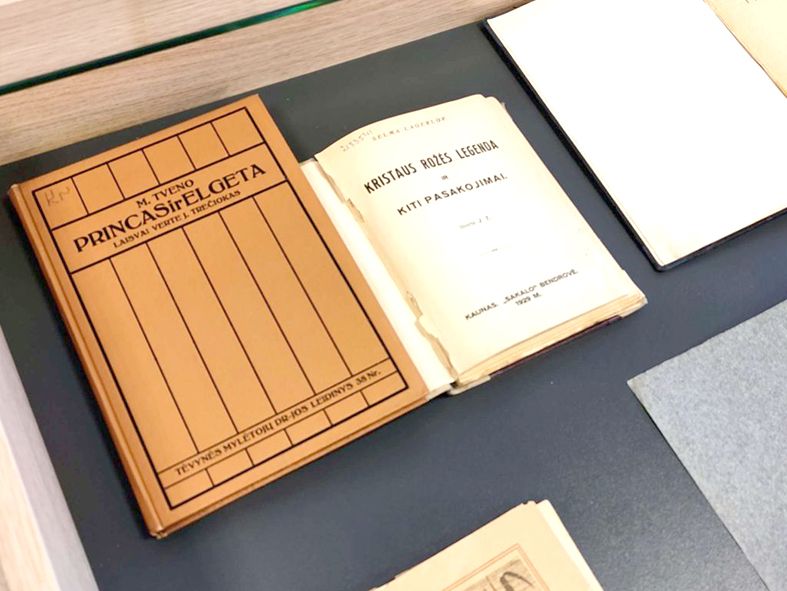 M. TVENO
PRINCAS ir ELGETA
LAISVAI VERTĖ J. TREČIOKAS
TĖVYNĖS MYLĖTOJŲ DR-JOS LEIDINYS 38 Nr.
SELMA LAGERLÖF
KRISTAUS ROŽĖS LEGENDA
IR
KITI PASAKOJIMAI.
KAUNAS, „SAKALO" BENDROVĖ.
1929 M.